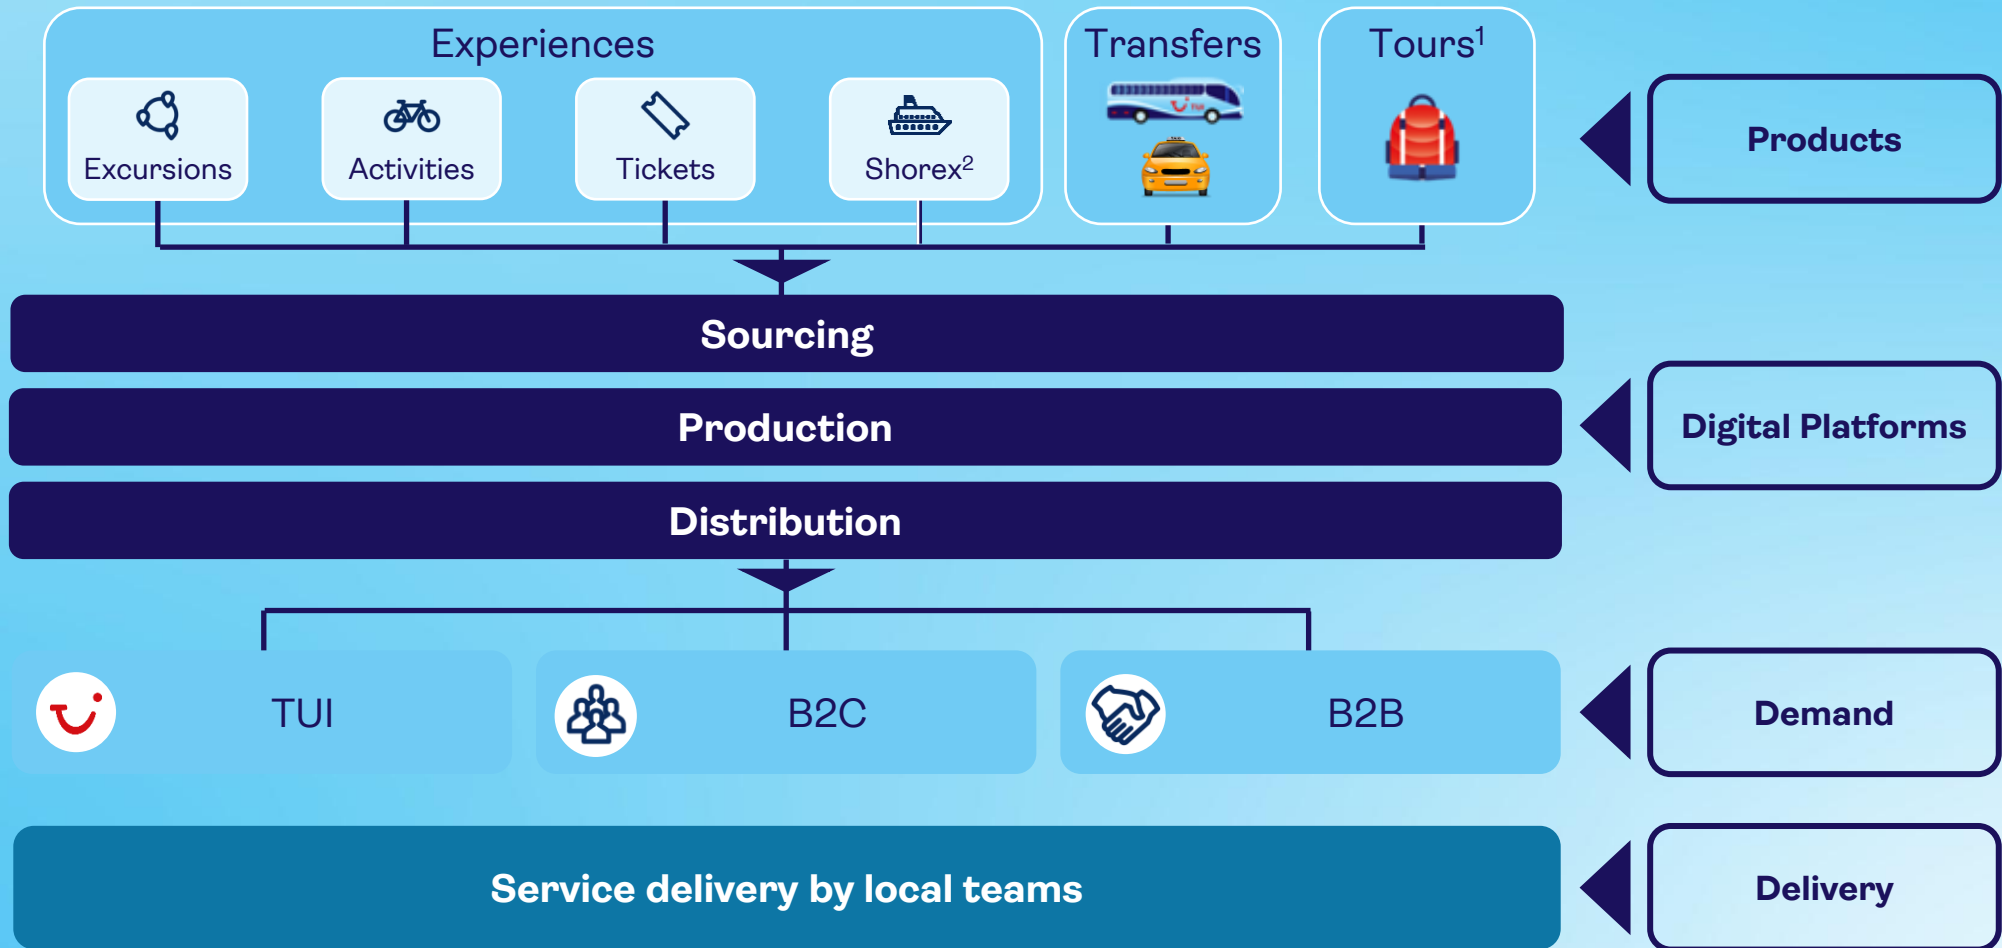 Experiences
Transfers
Tours¹
Excursions
Activities
Tickets
Shorex²
Products
Sourcing
Production
Digital Platforms
Distribution
TUI
B2C
B2B
Demand
Service delivery by local teams
Delivery